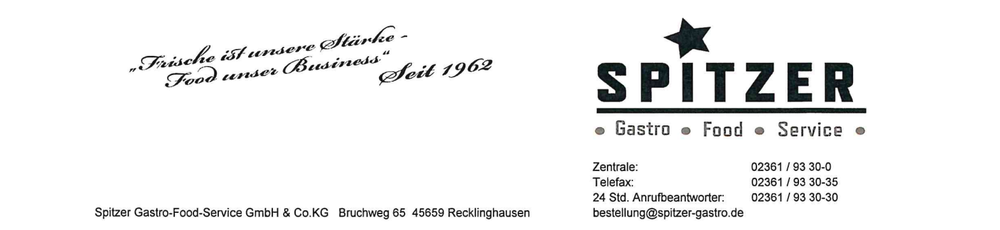 „Frische ist unsere Stärke -
Food unser Business“
Seit 1962
SPITZER
• Gastro • Food • Service •
Zentrale: 02361 / 93 30-0
Telefax: 02361 / 93 30-35
24 Std. Anrufbeantworter: 02361 / 93 30-30
Spitzer Gastro-Food-Service GmbH & Co.KG Bruchweg 65 45659 Recklinghausen
bestellung@spitzer-gastro.de